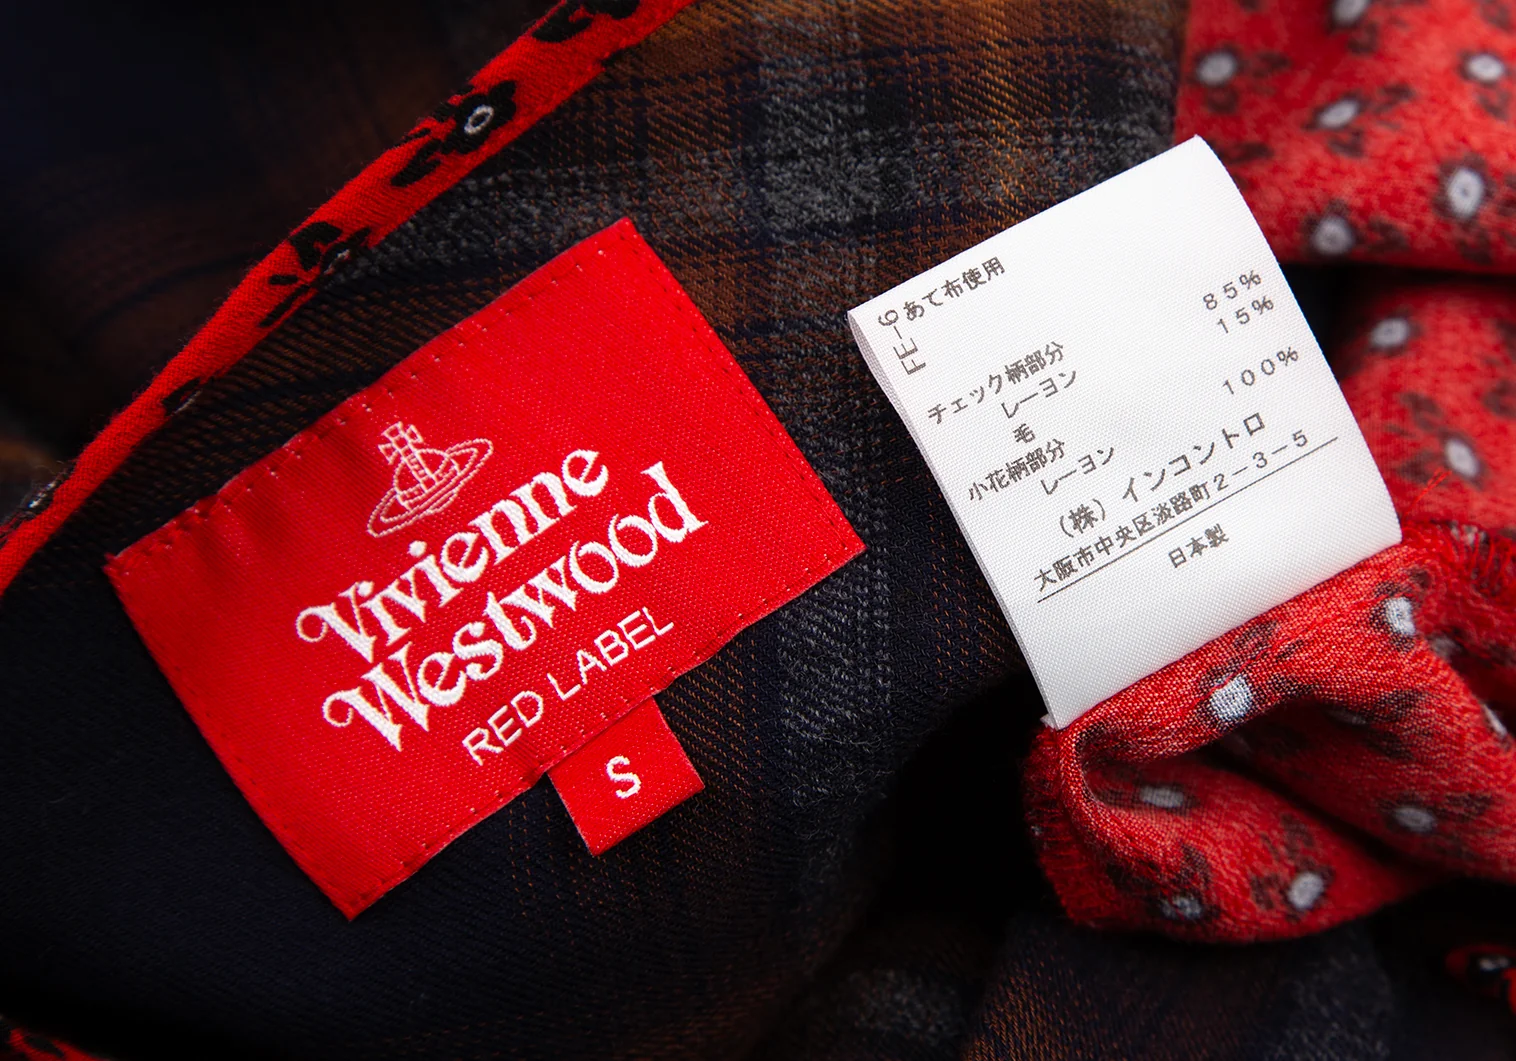 Vivienne
Westwood
RED LABEL
S
FE-6
あて布使用
チェック柄部分
レーヨン 85%
毛 15%
小花柄部分
レーヨン 100%
(株) インコントロ
大阪市中央区淡路町2-3-5
日本製